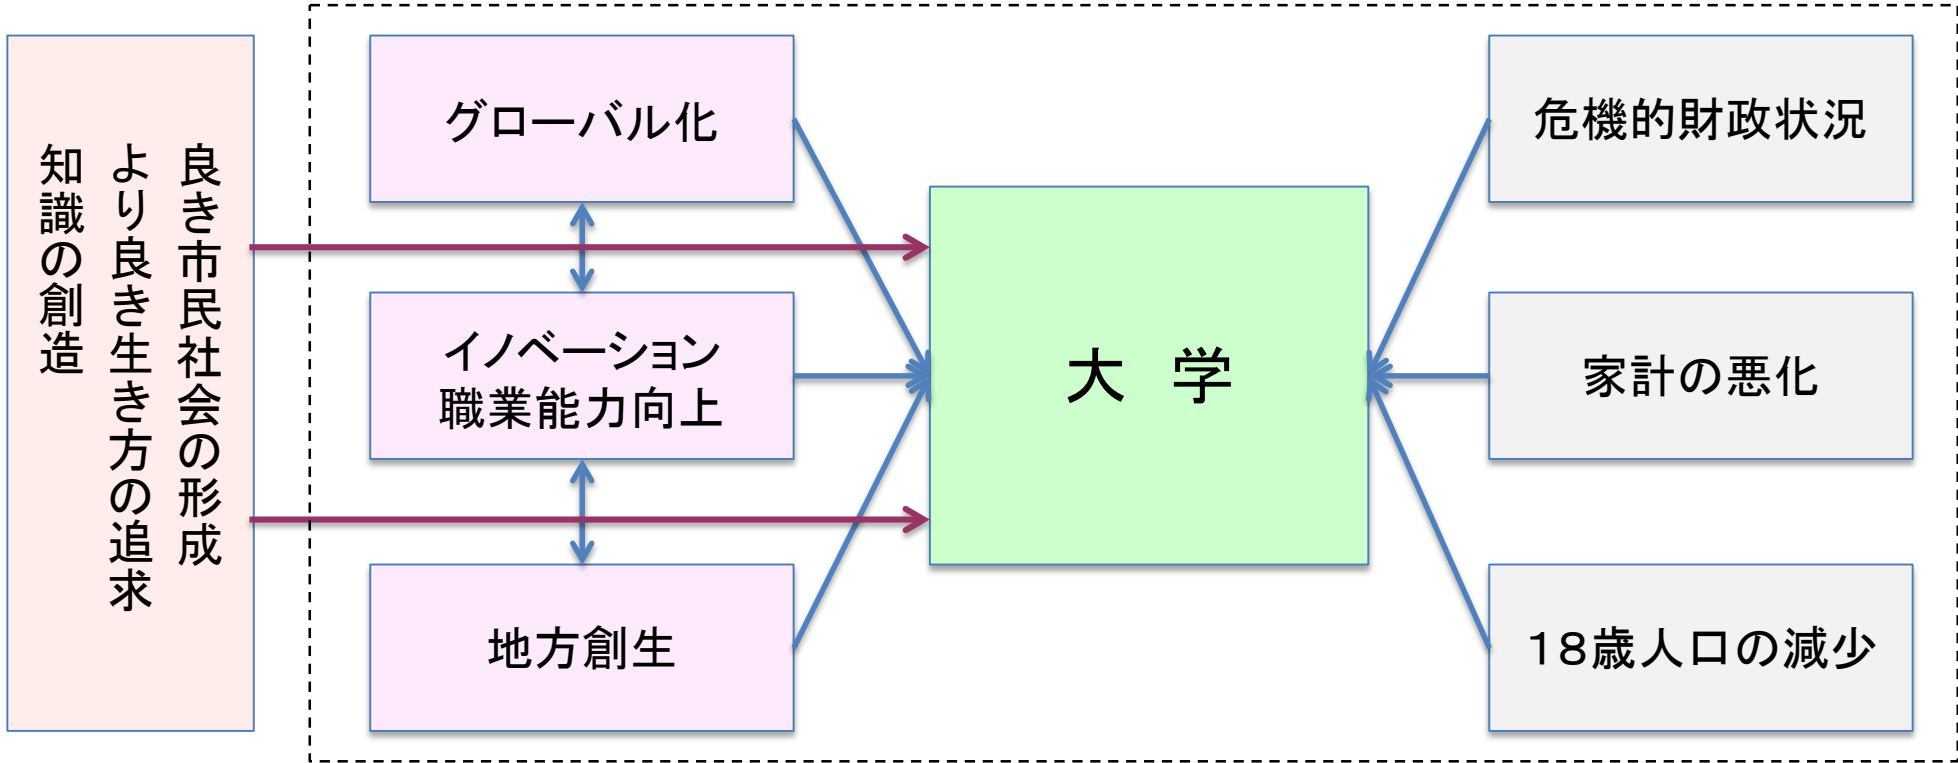 良き市民社会の形成
より良き生き方の追求
知識の創造
グローバル化
イノベーション
職業能力向上
地方創生
大　学
危機的財政状況
家計の悪化
18歳人口の減少